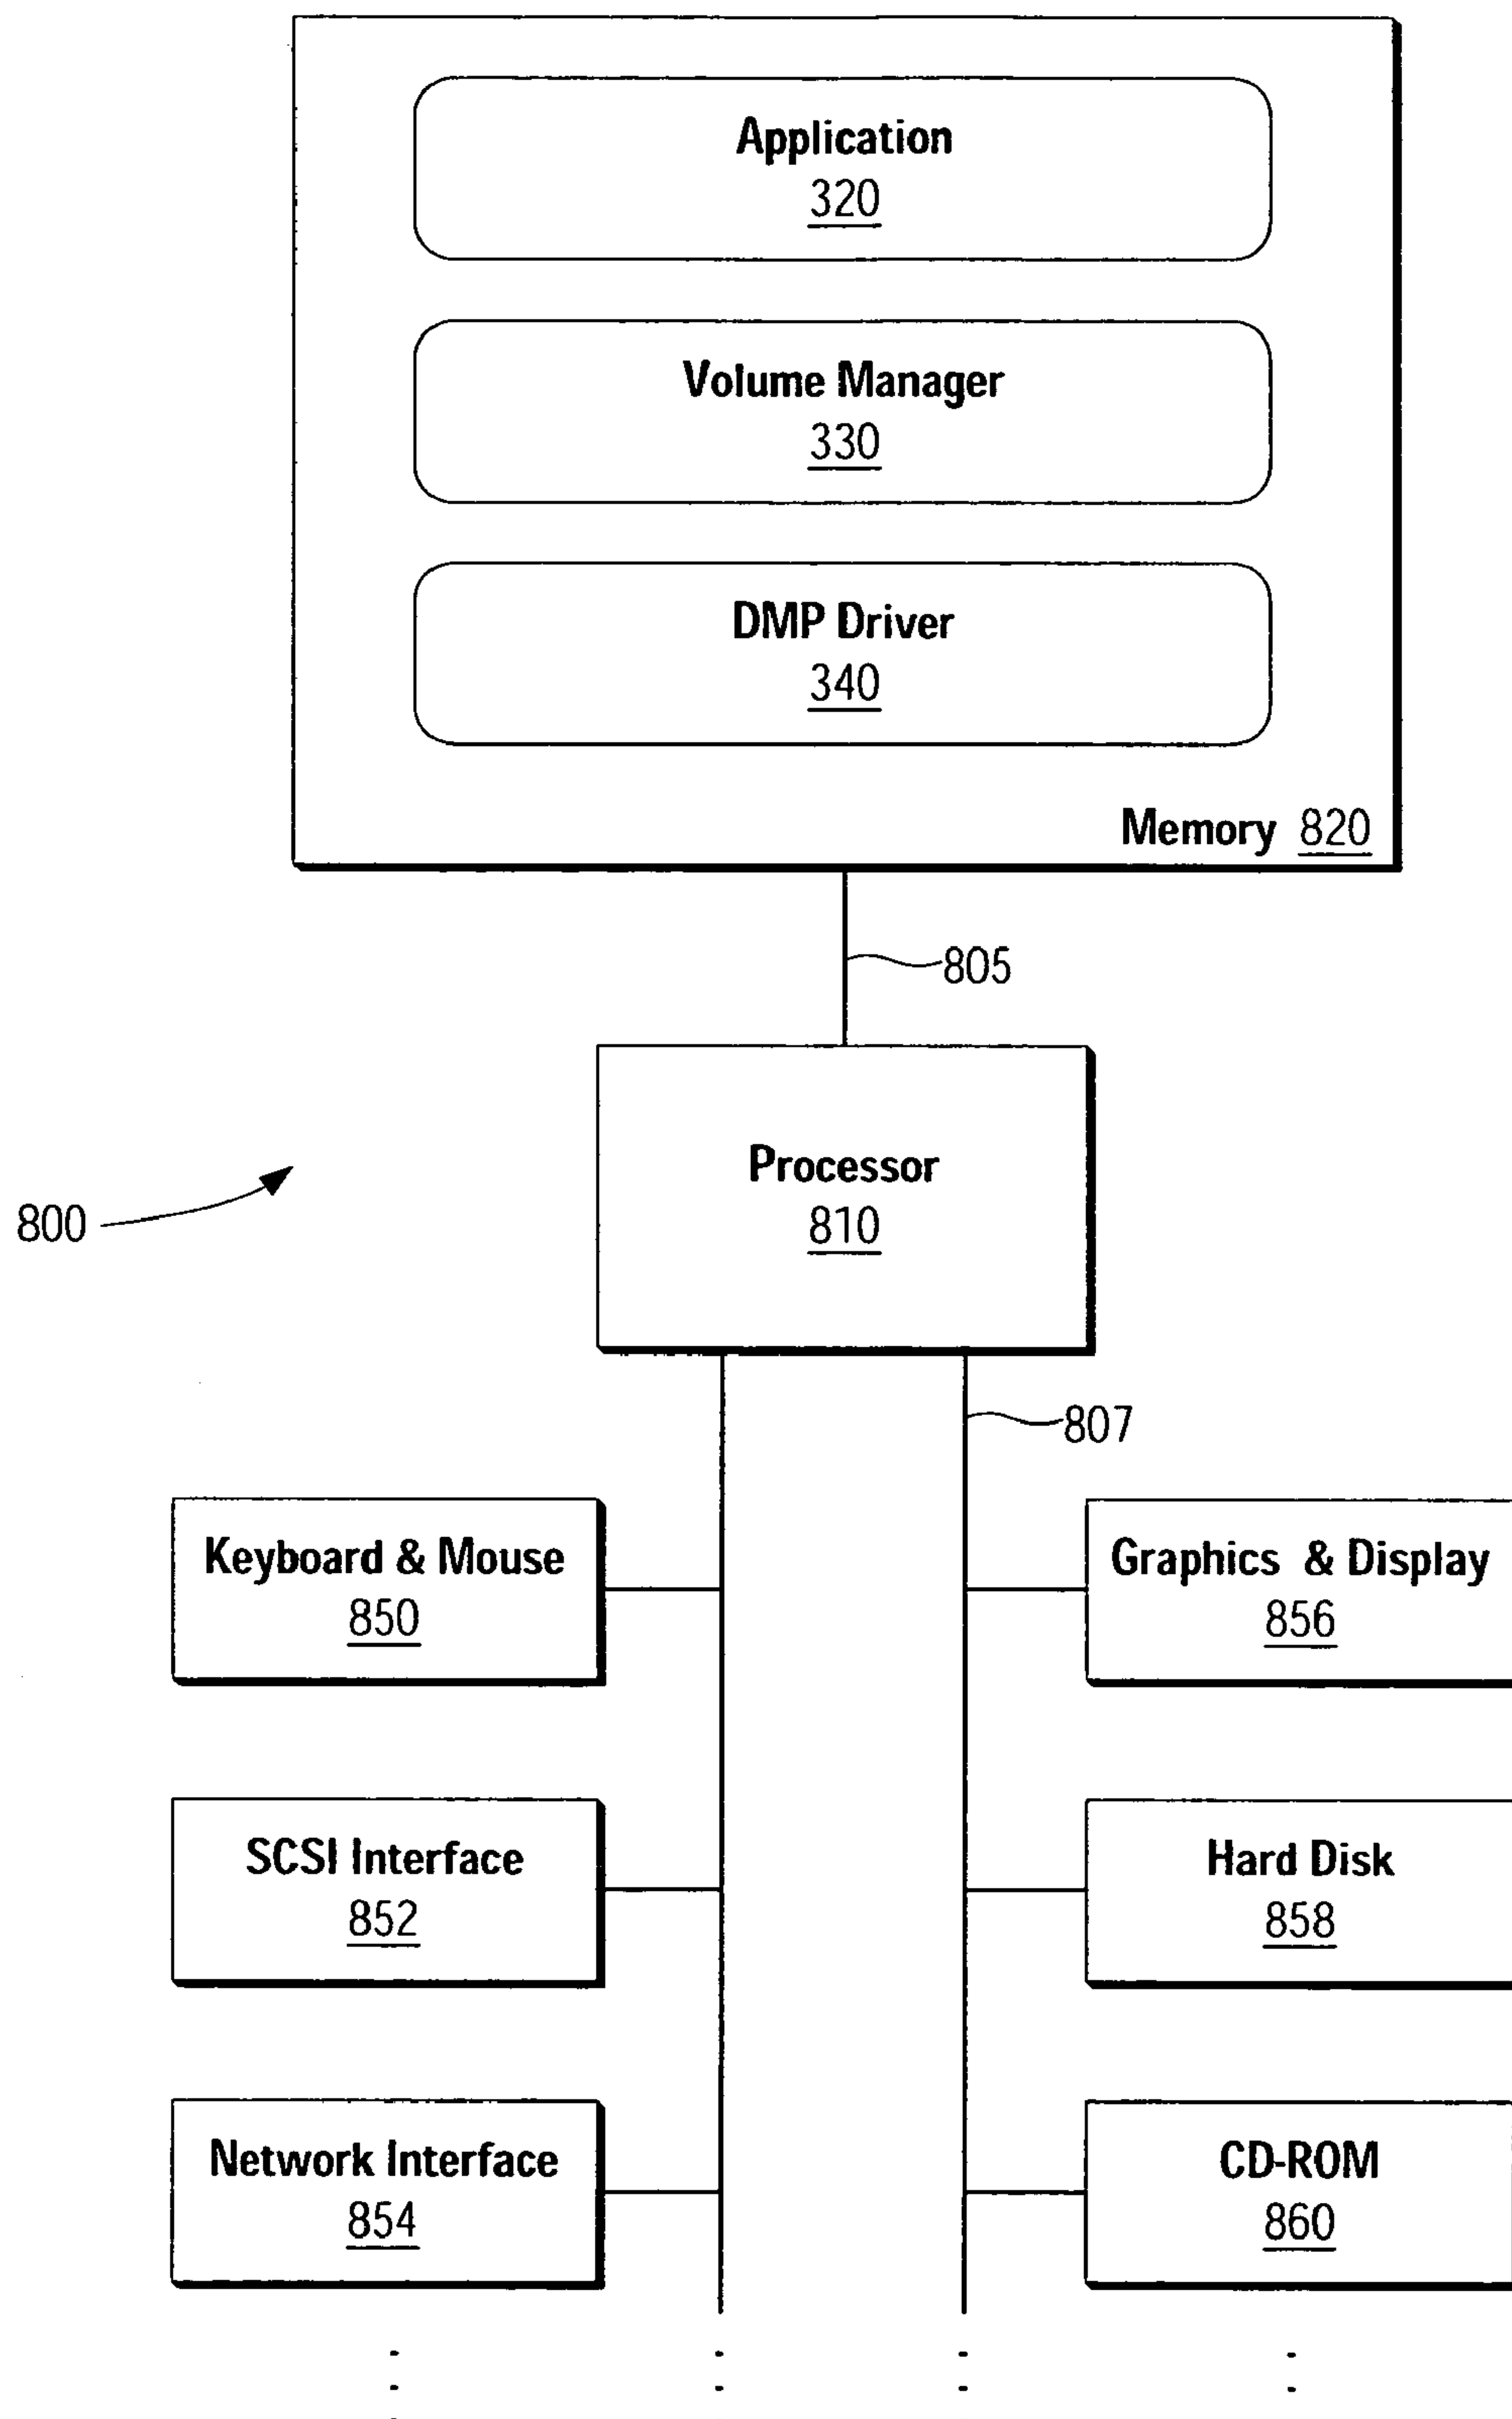 Application
320
Volume Manager
330
DMP Driver
340
Memory 820
805
Processor
810
800
807
Keyboard & Mouse
850
Graphics & Display
856
SCSI Interface
852
Hard Disk
858
Network Interface
854
CD-ROM
860